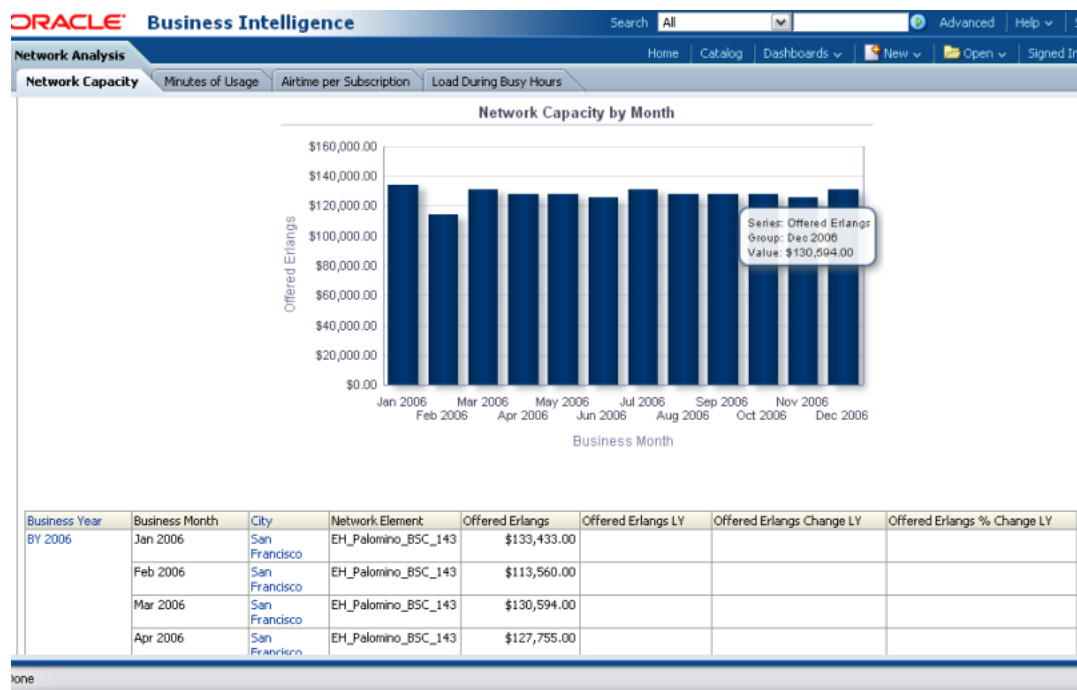 ORACLE Business Intelligence
Search All Advanced Help
Network Analysis
Home Catalog Dashboards New Open Signed In
Network Capacity Minutes of Usage Airtime per Subscription Load During Busy Hours
Network Capacity by Month
$160,000.00
$140,000.00
$120,000.00
$100,000.00
$80,000.00
$60,000.00
$40,000.00
$20,000.00
$0.00
Offered Erlangs
Series: Offered Erlangs
Group: Dec 2006
Value: $130,594.00
Jan 2006 Mar 2006 May 2006 Jul 2006 Sep 2006 Nov 2006
Feb 2006 Apr 2006 Jun 2006 Aug 2006 Oct 2006 Dec 2006
Business Month
Business Year Business Month City Network Element Offered Erlangs Offered Erlangs LY Offered Erlangs Change LY Offered Erlangs % Change LY
BY 2006 Jan 2006 San Francisco EH_Palomino_BSC_143 $133,433.00
Feb 2006 San Francisco EH_Palomino_BSC_143 $113,560.00
Mar 2006 San Francisco EH_Palomino_BSC_143 $130,594.00
Apr 2006 San Francisco EH_Palomino_BSC_143 $127,755.00
Done